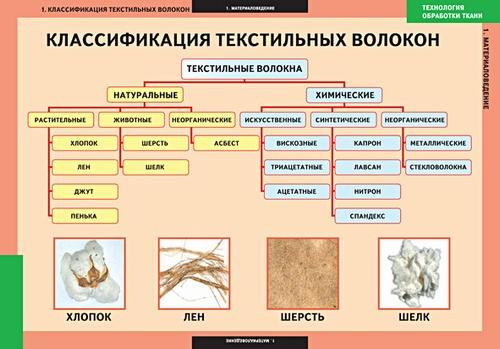 1. КЛАССИФИКАЦИЯ ТЕКСТИЛЬНЫХ ВОЛОКОН
1. МАТЕРИАЛОВЕДЕНИЕ
ТЕХНОЛОГИЯ
ОБРАБОТКИ ТКАНИ
1. МАТЕРИАЛОВЕДЕНИЕ
КЛАССИФИКАЦИЯ ТЕКСТИЛЬНЫХ ВОЛОКОН
ТЕКСТИЛЬНЫЕ ВОЛОКНА
НАТУРАЛЬНЫЕ
ХИМИЧЕСКИЕ
РАСТИТЕЛЬНЫЕ
ЖИВОТНЫЕ
НЕОРГАНИЧЕСКИЕ
ИСКУССТВЕННЫЕ
СИНТЕТИЧЕСКИЕ
НЕОРГАНИЧЕСКИЕ
ХЛОПОК
ШЕРСТЬ
АСБЕСТ
ВИСКОЗНЫЕ
КАПРОН
МЕТАЛЛИЧЕСКИЕ
ЛЕН
ШЕЛК
ТРИАЦЕТАТНЫЕ
ЛАВСАН
СТЕКЛОВОЛОКНА
ДЖУТ
АЦЕТАТНЫЕ
НИТРОН
ПЕНЬКА
СПАНДЕКС
ХЛОПОК
ЛЕН
ШЕРСТЬ
ШЕЛК
1. МАТЕРИАЛОВЕДЕНИЕ